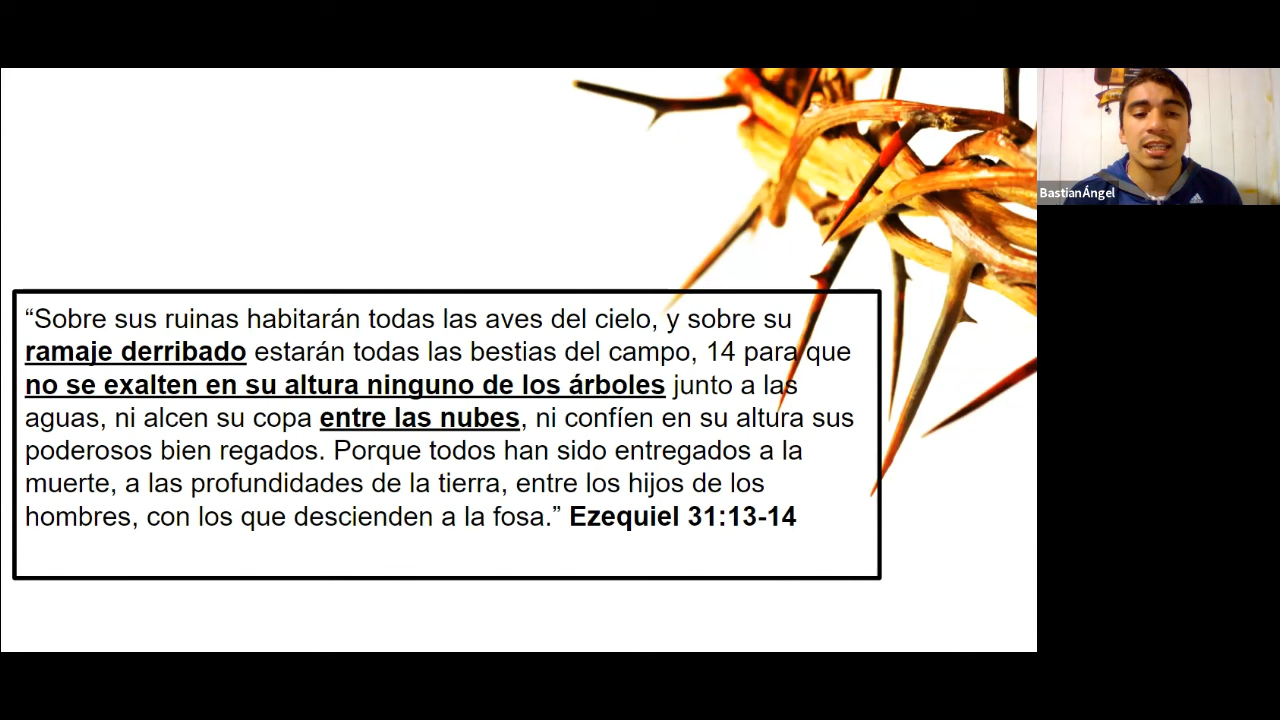 “Sobre sus ruinas habitarán todas las aves del cielo, y sobre su
ramaje derribado estarán todas las bestias del campo, 14 para que
no se exalten en su altura ninguno de los árboles junto a las
aguas, ni alcen su copa entre las nubes, ni confíen en su altura sus
poderosos bien regados. Porque todos han sido entregados a la
muerte, a las profundidades de la tierra, entre los hijos de los
hombres, con los que descienden a la fosa.” Ezequiel 31:13-14
BastianÁngel